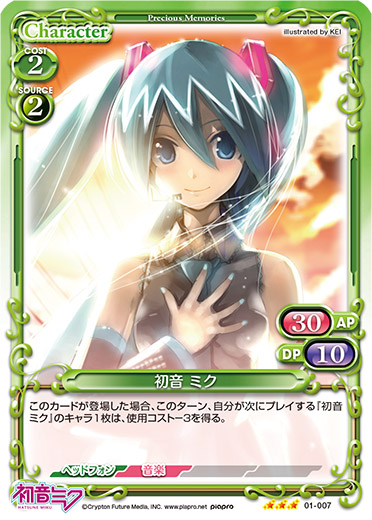 Precious Memories
Character
illustrated by KEI
COST
2
SOURCE
2
30 AP
DP 10
初音 ミク
このカードが登場した場合、このターン、自分が次にプレイする『初音
ミク』のキャラ1枚は、使用コスト-3を得る。
ヘッドフォン 音楽
初音ミク
HATSUNE MIKU
©Crypton Future Media, INC. www.piapro.net piapro
★★★ 01-007